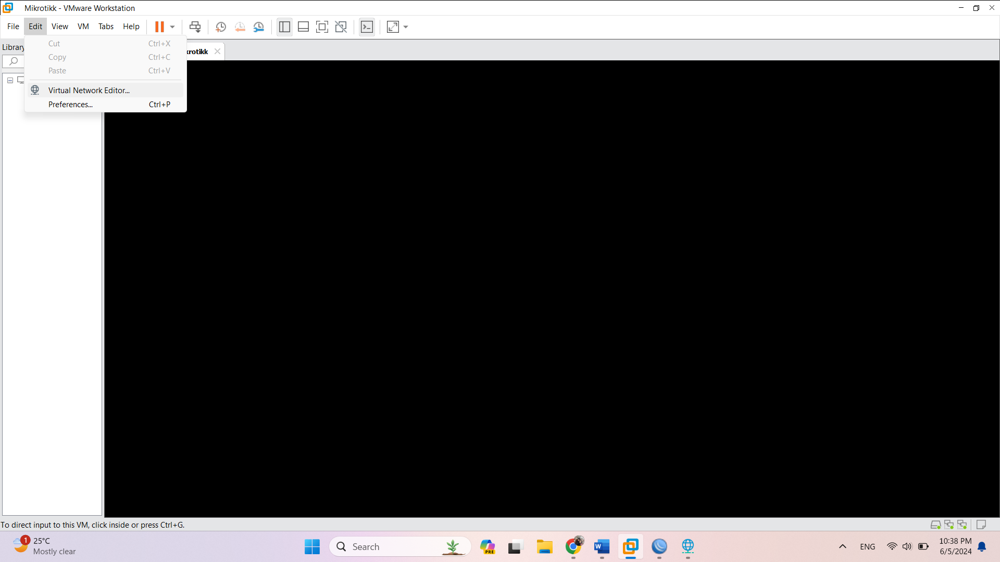 Mikrotikk - VMware Workstation
File Edit View VM Tabs Help
Library
krotikk
Cut Ctrl+X
Copy Ctrl+C
Paste Ctrl+V
Virtual Network Editor...
Preferences... Ctrl+P
To direct input to this VM, click inside or press Ctrl+G.
1
25°C
Mostly clear
Search
PRE
W
ENG
10:38 PM
6/5/2024